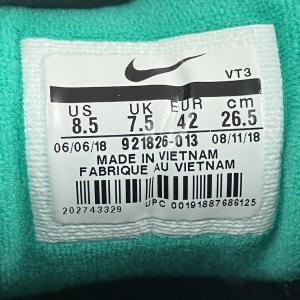 VT3
US UK EUR cm
8.5 7.5 42 26.5
06/06/18 921826-013 08/11/18
MADE IN VIETNAM
FABRIQUE AU VIETNAM
202743329 UPC 00191887686125